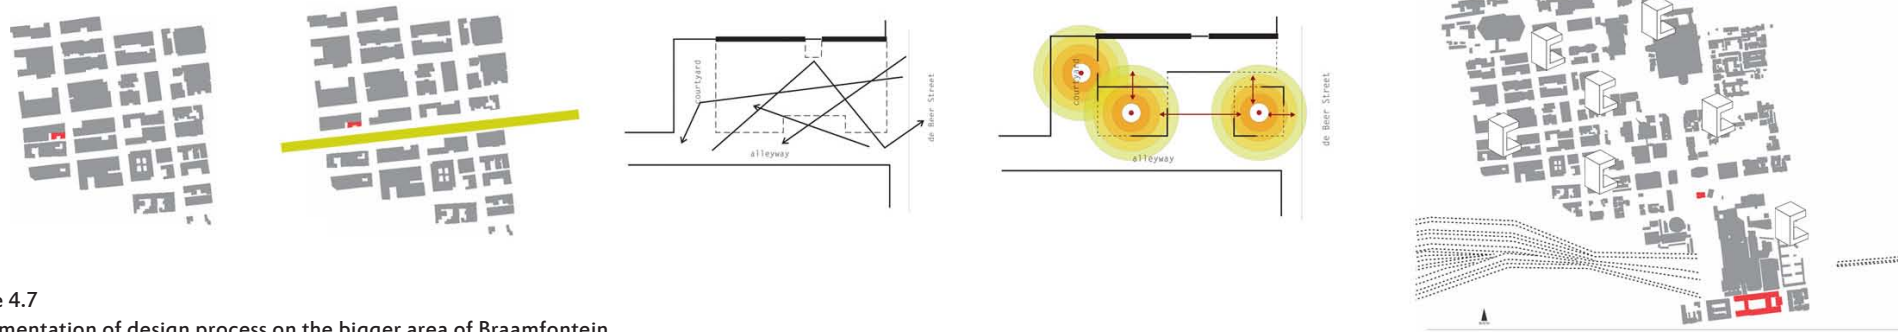 courtyard
alleyway
de Beer Street
courtyard
alleyway
de Beer Street
e 4.7
mentation of design process on the bigger area of Braamfontein